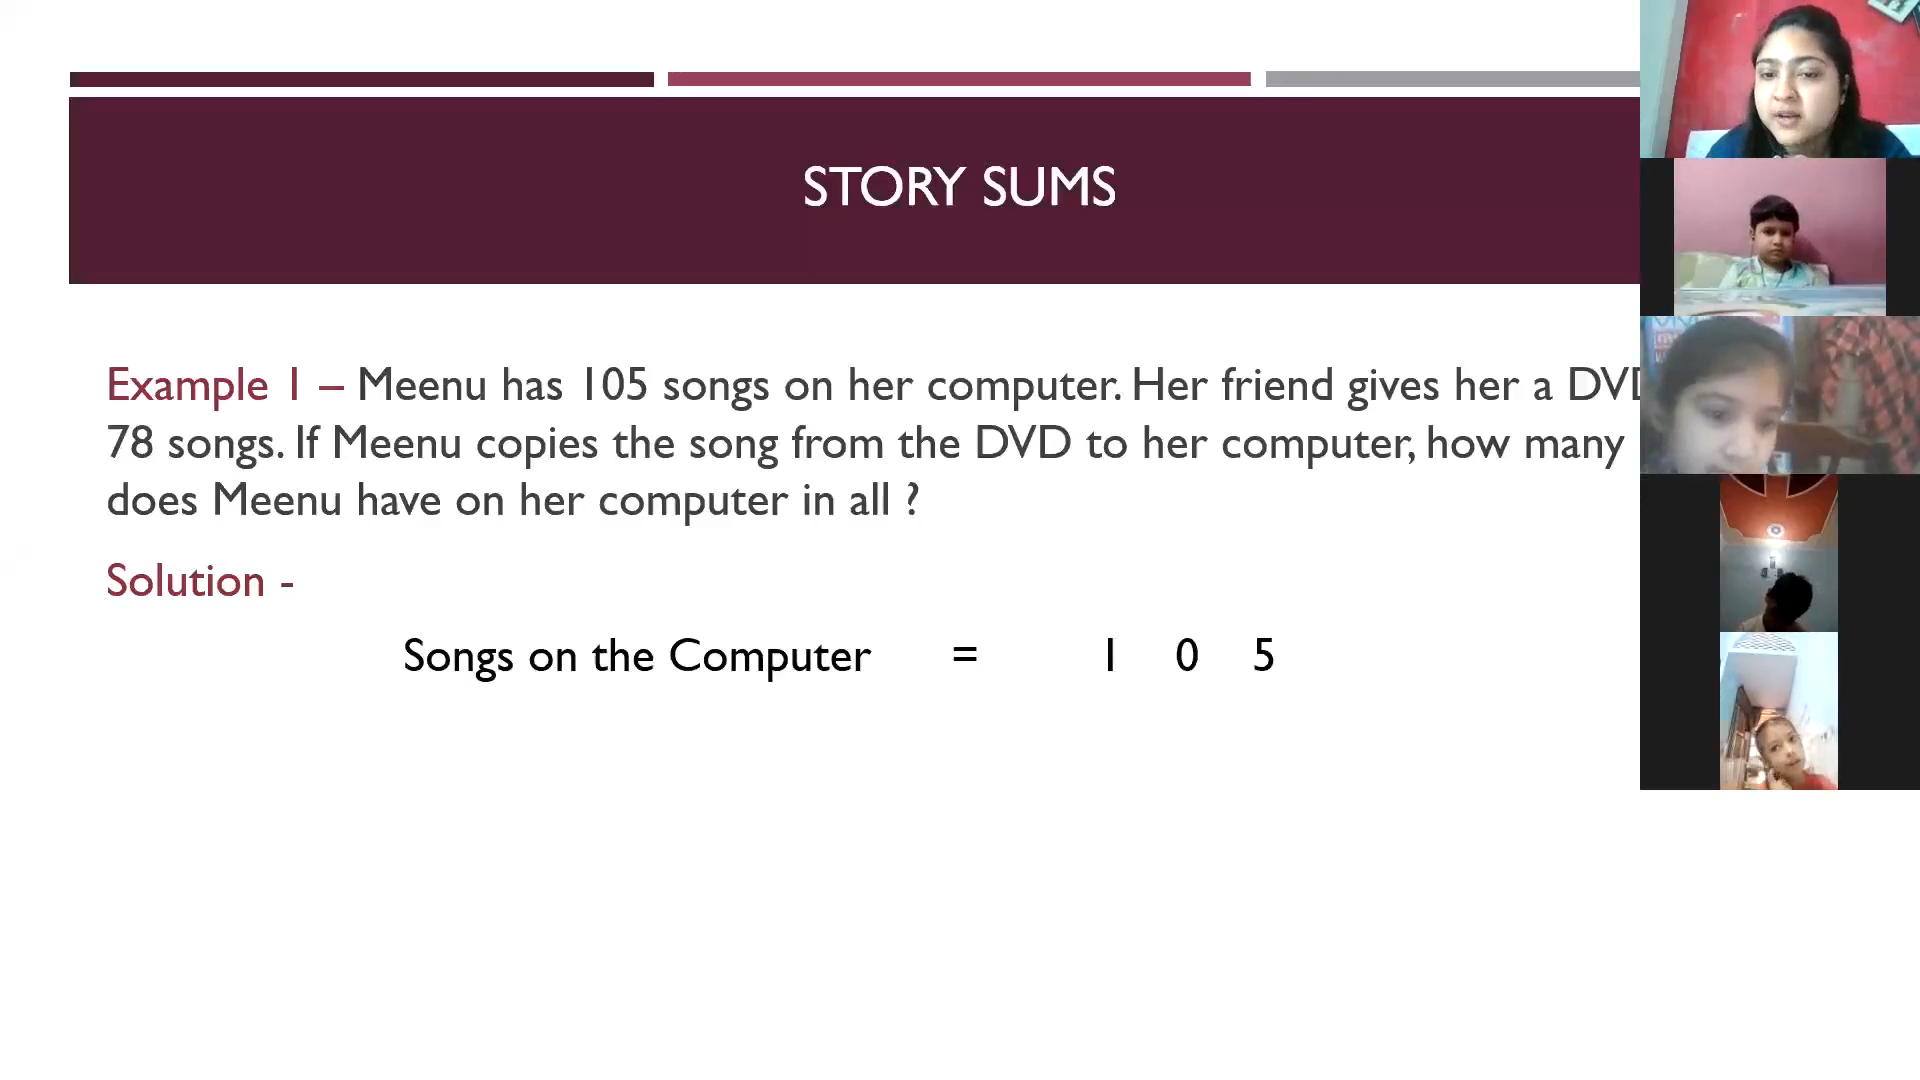 STORY SUMS
Example 1 – Meenu has 105 songs on her computer. Her friend gives her a DVD
78 songs. If Meenu copies the song from the DVD to her computer, how many
does Meenu have on her computer in all ?
Solution -
Songs on the Computer = 1 0 5